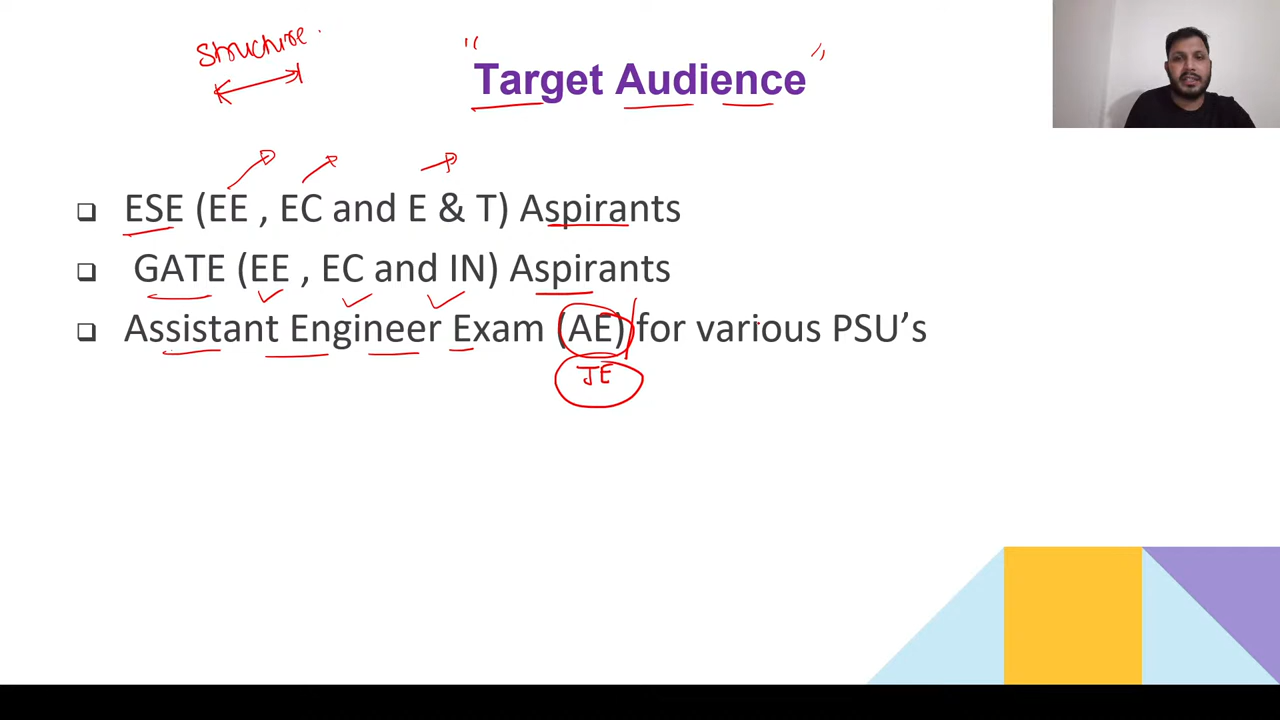 Structure.
"Target Audience"
ESE (EE , EC and E & T) Aspirants
GATE (EE , EC and IN) Aspirants
Assistant Engineer Exam (AE) for various PSU’s
JE